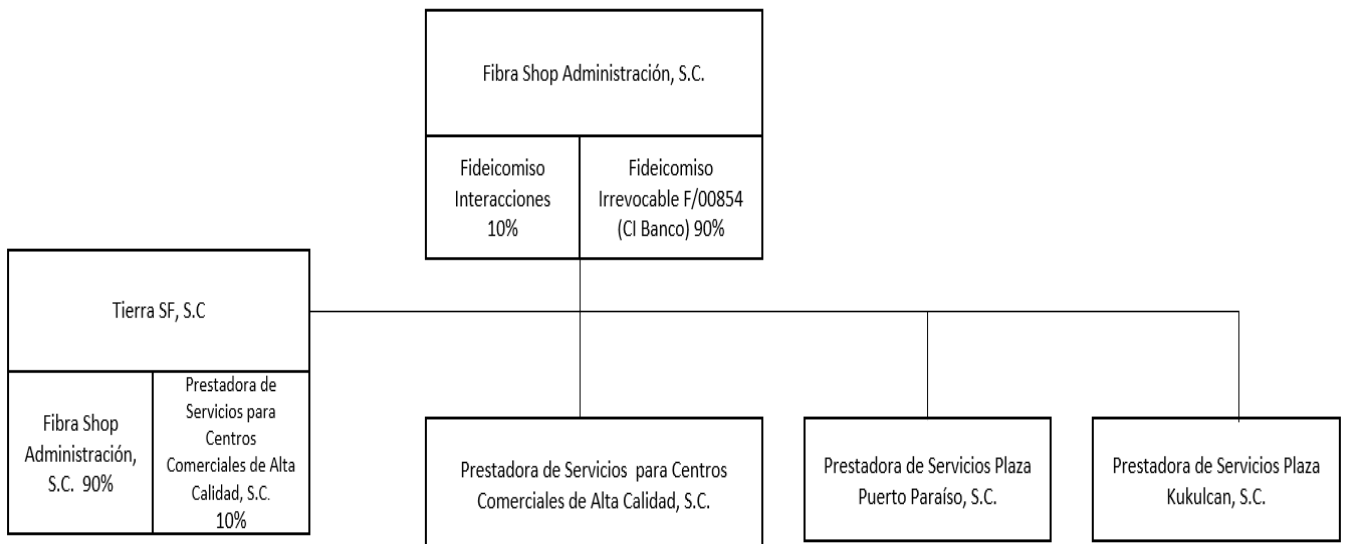 Fibra Shop Administración, S.C.
Fideicomiso
Interacciones
10%
Fideicomiso
Irrevocable F/00854
(CI Banco) 90%
Tierra SF, S.C
Fibra Shop
Administración,
S.C. 90%
Prestadora de
Servicios para
Centros
Comerciales de Alta
Calidad, S.C.
10%
Prestadora de Servicios para Centros
Comerciales de Alta Calidad, S.C.
Prestadora de Servicios Plaza
Puerto Paraíso, S.C.
Prestadora de Servicios Plaza
Kukulcan, S.C.